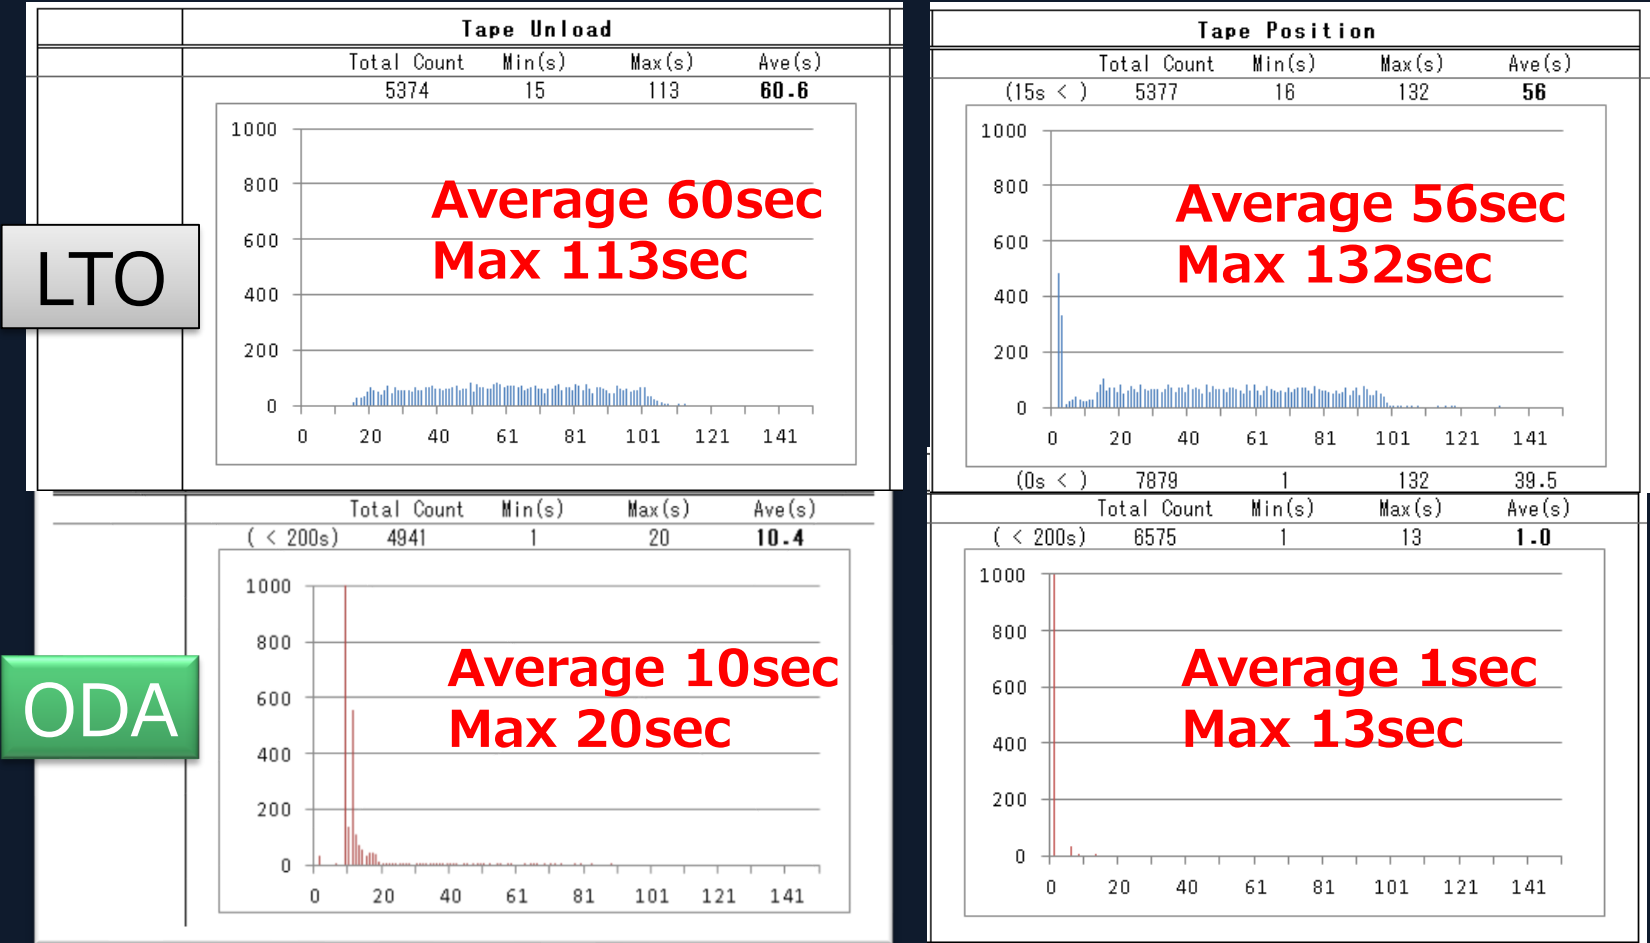 Tape Unload
Total Count Min(s) Max(s) Ave(s)
5374 15 113 60.6
1000
800
600
400
200
0
0 20 40 61 81 101 121 141
Average 60sec
Max 113sec
LTO
Tape Position
Total Count Min(s) Max(s) Ave(s)
(15s < ) 5377 16 132 56
1000
800
600
400
200
0
0 20 40 61 81 101 121 141
Average 56sec
Max 132sec
(0s < ) 7879 1 132 39.5
Total Count Min(s) Max(s) Ave(s)
( < 200s) 4941 1 20 10.4
1000
800
600
400
200
0
0 20 40 61 81 101 121 141
Average 10sec
Max 20sec
ODA
Total Count Min(s) Max(s) Ave(s)
( < 200s) 6575 1 13 1.0
1000
800
600
400
200
0
0 20 40 61 81 101 121 141
Average 1sec
Max 13sec